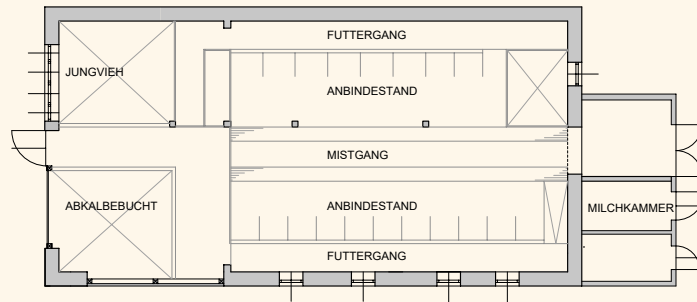 FUTTERGANG
JUNGVIEH
ANBINDESTAND
MISTGANG
ABKALBEBUCHT
ANBINDESTAND
MILCHKAMMER
FUTTERGANG